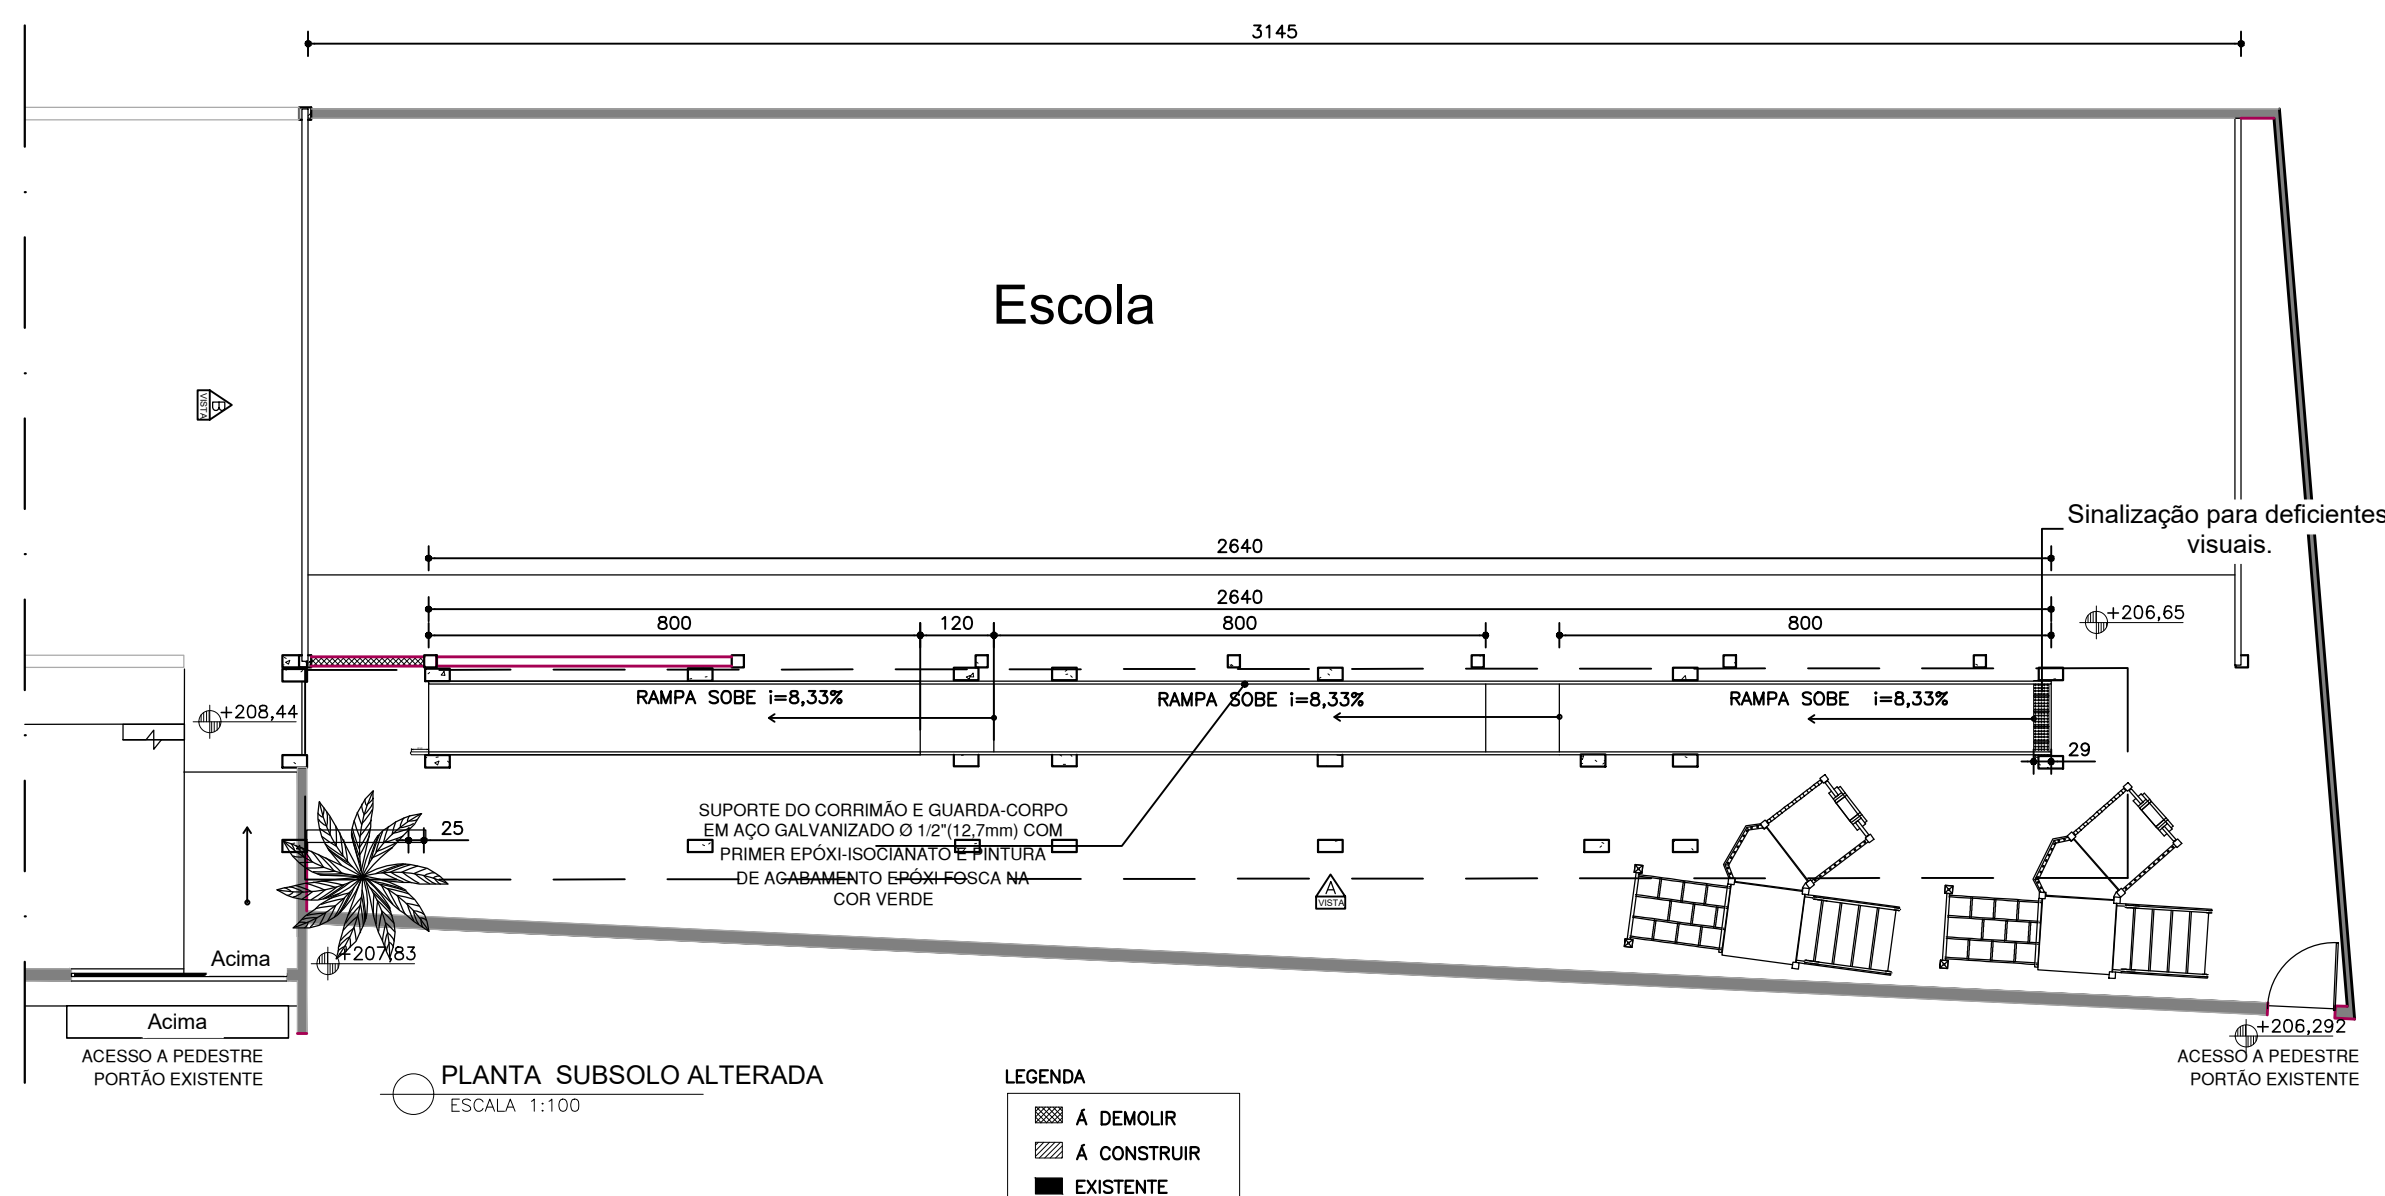 3145
Escola
B
VISTA
Sinalização para deficientes
visuais.
2640
2640
800
120
800
800
+206,65
RAMPA SOBE i=8,33%
RAMPA SOBE i=8,33%
RAMPA SOBE i=8,33%
+208,44
29
SUPORTE DO CORRIMÃO E GUARDA-CORPO
EM AÇO GALVANIZADO Ø 1/2"(12,7mm) COM
PRIMER EPÓXI-ISOCIANATO E PINTURA
DE ACABAMENTO EPÓXI FOSCA NA
COR VERDE
25
A
VISTA
Acima
+207,83
Acima
ACESSO A PEDESTRE
PORTÃO EXISTENTE
+206,292
ACESSO A PEDESTRE
PORTÃO EXISTENTE
PLANTA SUBSOLO ALTERADA
ESCALA 1:100
LEGENDA
Á DEMOLIR
Á CONSTRUIR
EXISTENTE